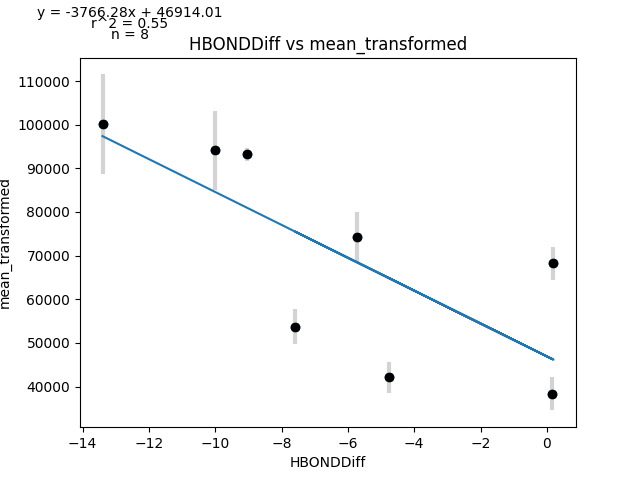 y = -3766.28x + 46914.01
r^2 = 0.55
n = 8
HBONDDiff vs mean_transformed
mean_transformed
110000
100000
90000
80000
70000
60000
50000
40000
−14
−12
−10
−8
−6
−4
−2
0
HBONDDiff